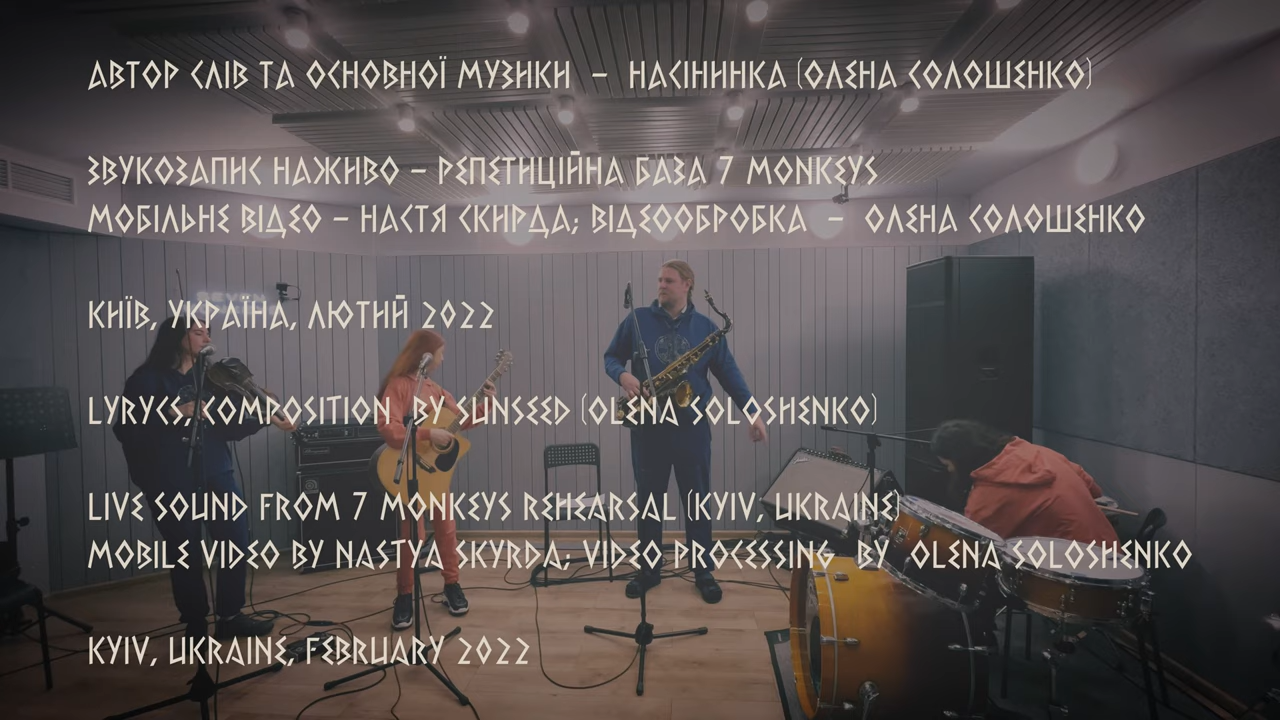 АВТОР СЛІВ ТА ОСНОВНОЇ МУЗИКИ – НАСІНИНКА (ОЛЕНА СОЛОШЕНКО)
ЗВУКОЗАПИС НАЖИВО – РЕПЕТИЦІЙНА БАЗА 7 MONKEYS
МОБІЛЬНЕ ВІДЕО – НАСТЯ СКИРДА; ВІДЕООБРОБКА – ОЛЕНА СОЛОШЕНКО
КИЇВ, УКРАЇНА, ЛЮТИЙ 2022
LYRYCS, COMPOSITION BY SUNSEED (OLENA SOLOSHENKO)
LIVE SOUND FROM 7 MONKEYS REHEARSAL (KYIV, UKRAINE)
MOBILE VIDEO BY NASTYA SKYRDA; VIDEO PROCESSING BY OLENA SOLOSHENKO
KYIV, UKRAINE, FEBRUARY 2022